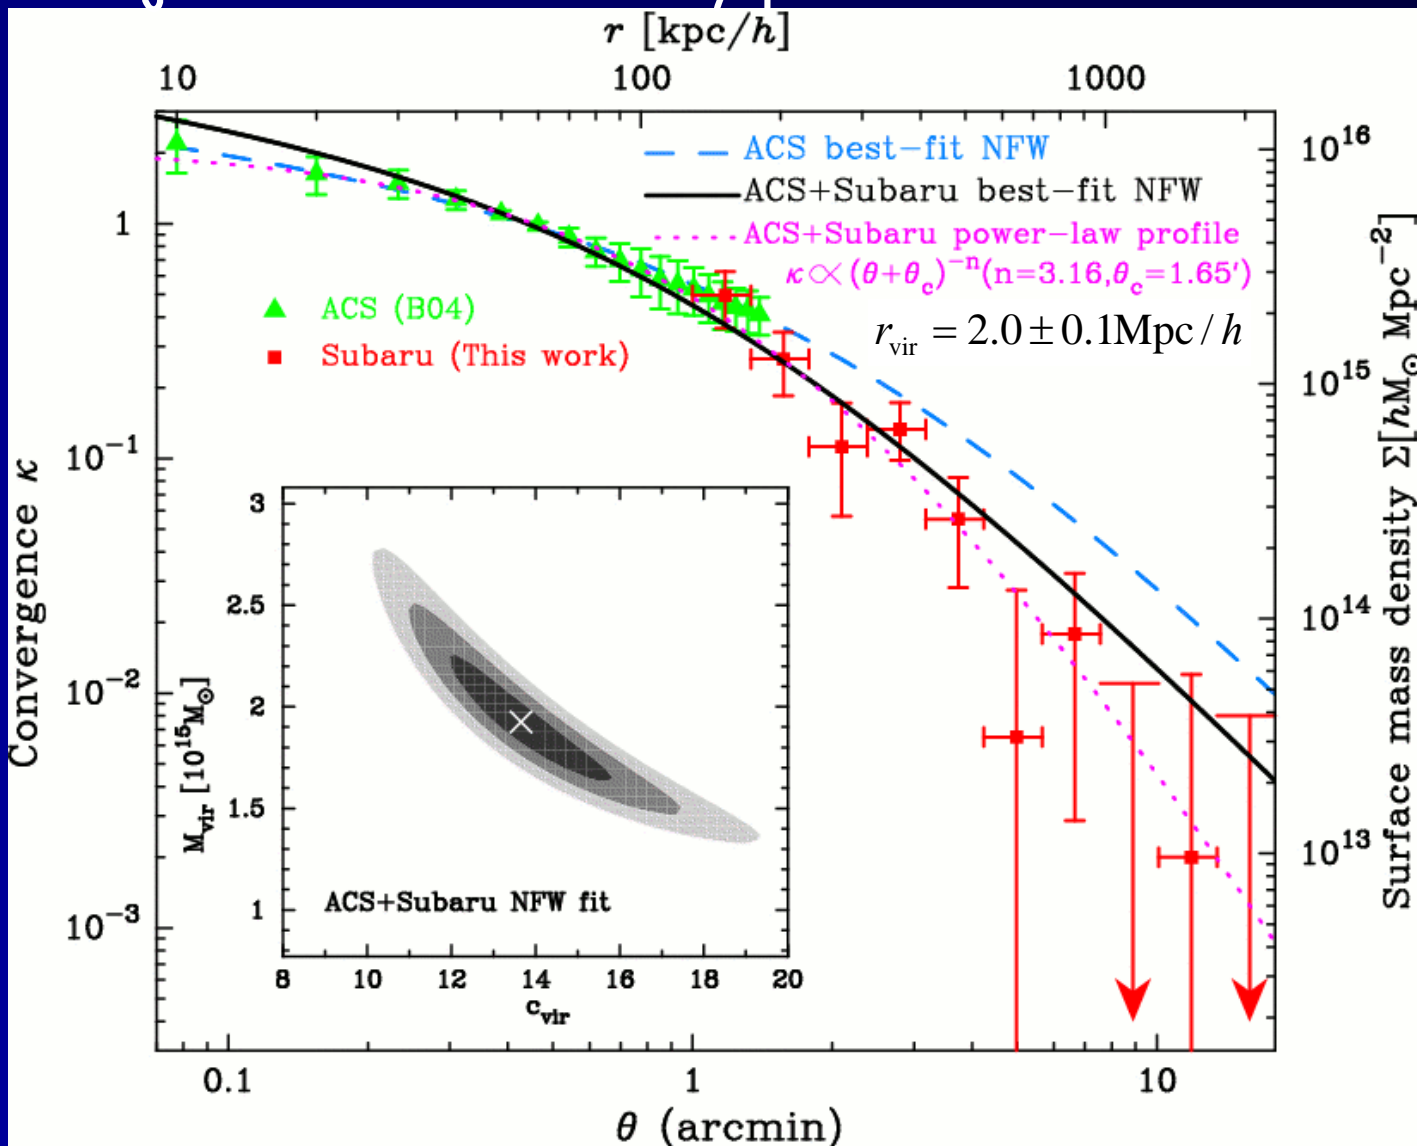 r [kpc/h]
10 100 1000
ACS best-fit NFW
ACS+Subaru best-fit NFW
ACS+Subaru power-law profile
κ∝(θ+θc)⁻ⁿ(n=3.16,θc=1.65′)
ACS (B04)
Subaru (This work)
r_vir = 2.0 ± 0.1Mpc / h
Convergence κ
1
10⁻¹
10⁻²
10⁻³
Surface mass density Σ[hM⊙ Mpc⁻²]
10¹⁶
10¹⁵
10¹⁴
10¹³
M_vir [10¹⁵M⊙]
3
2.5
2
1.5
1
ACS+Subaru NFW fit
8 10 12 14 16 18 20
c_vir
0.1 1 10
θ (arcmin)